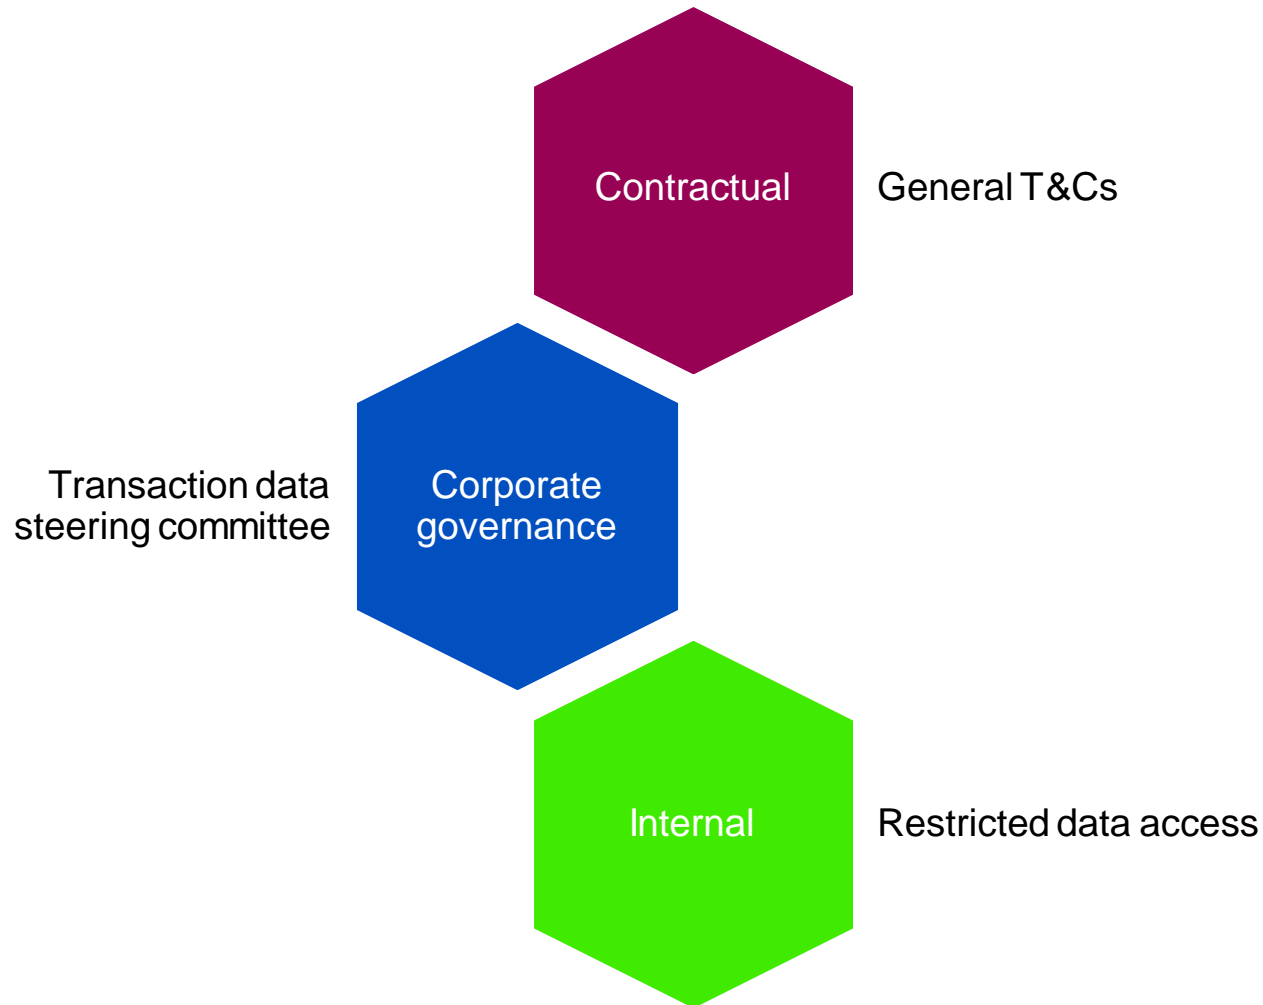 Contractual
General T&Cs
Transaction data
steering committee
Corporate
governance
Internal
Restricted data access